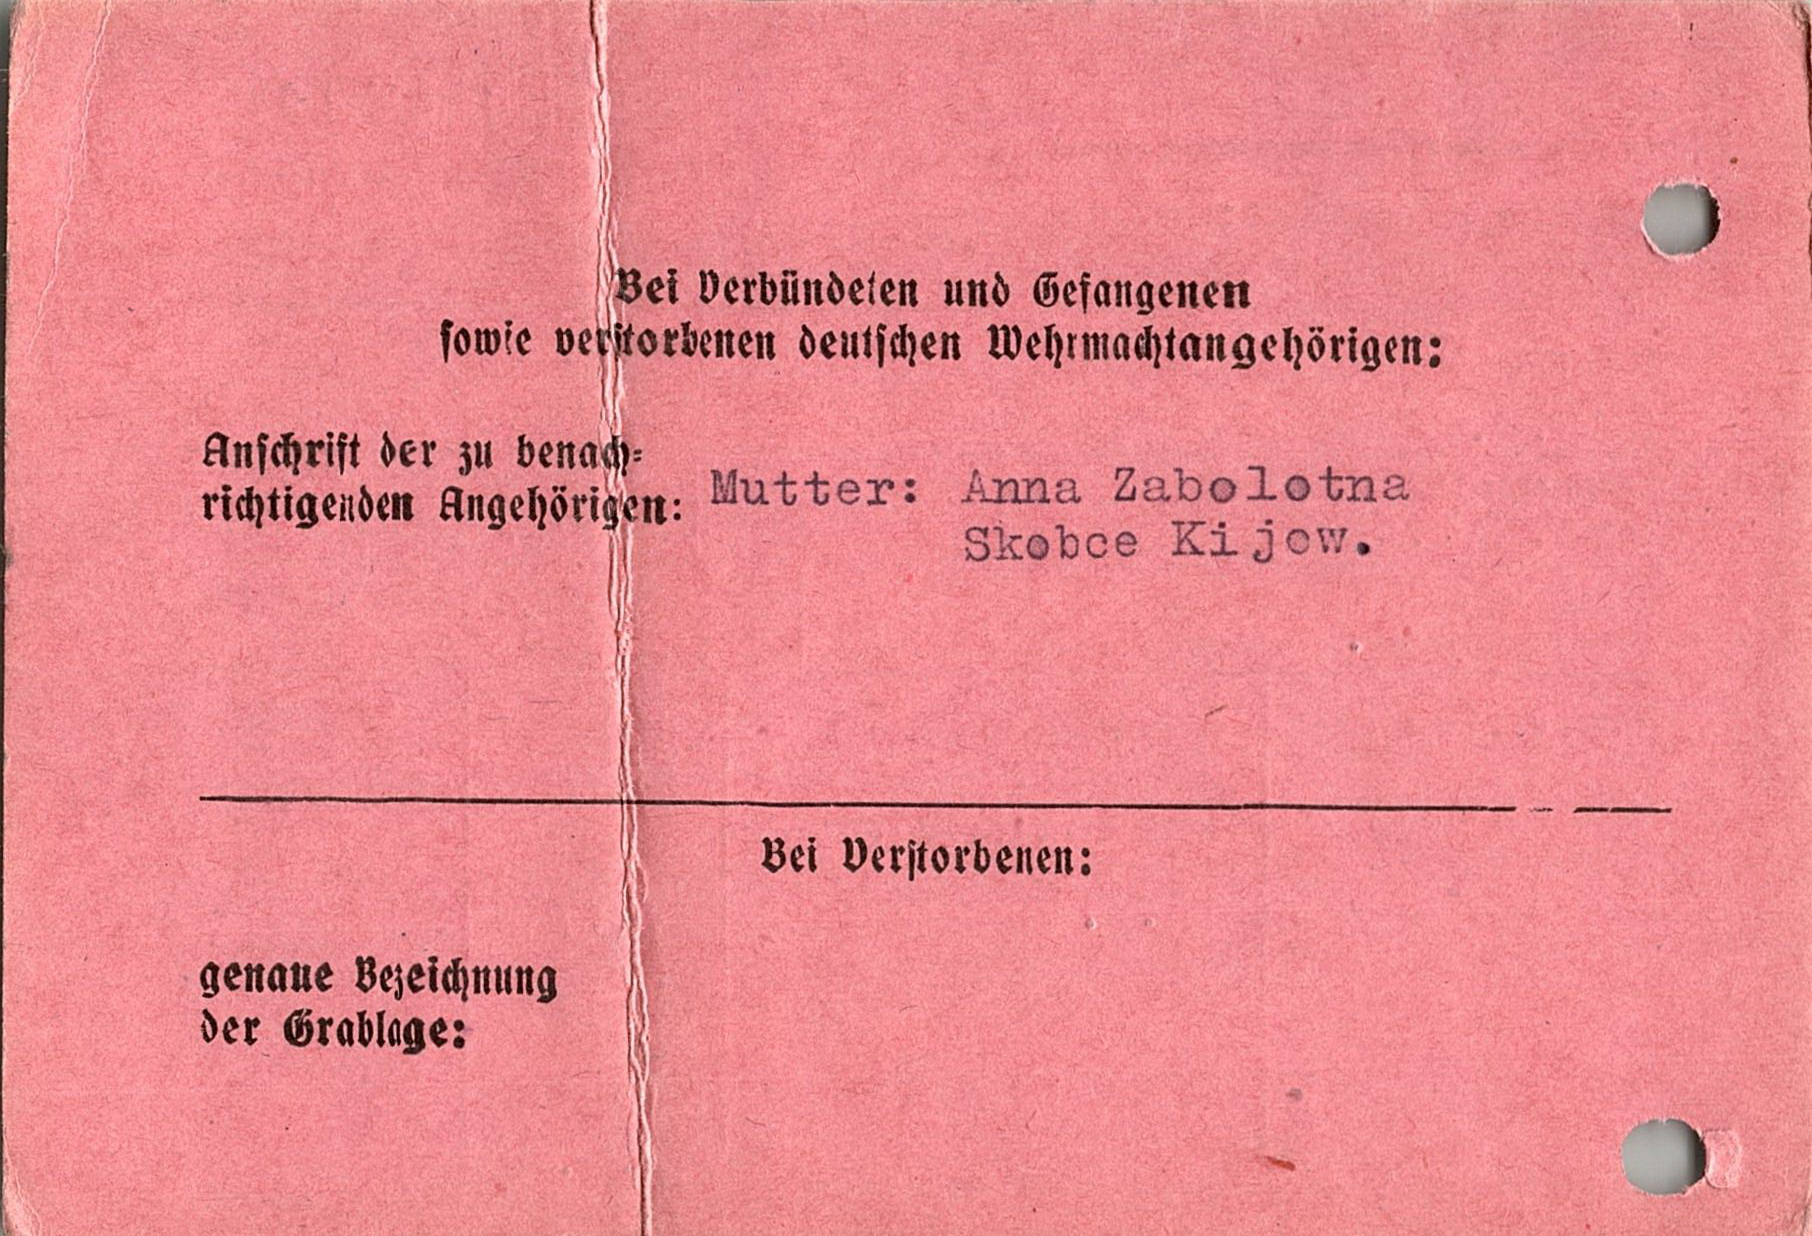 Bei Verbündeten und Gefangenen
sowie verstorbenen deutschen Wehrmachtangehörigen:
Anschrift der zu benach-
richtigenden Angehörigen: Mutter: Anna Zabolotna
Skobce Kijow.
Bei Verstorbenen:
genaue Bezeichnung
der Grablage: